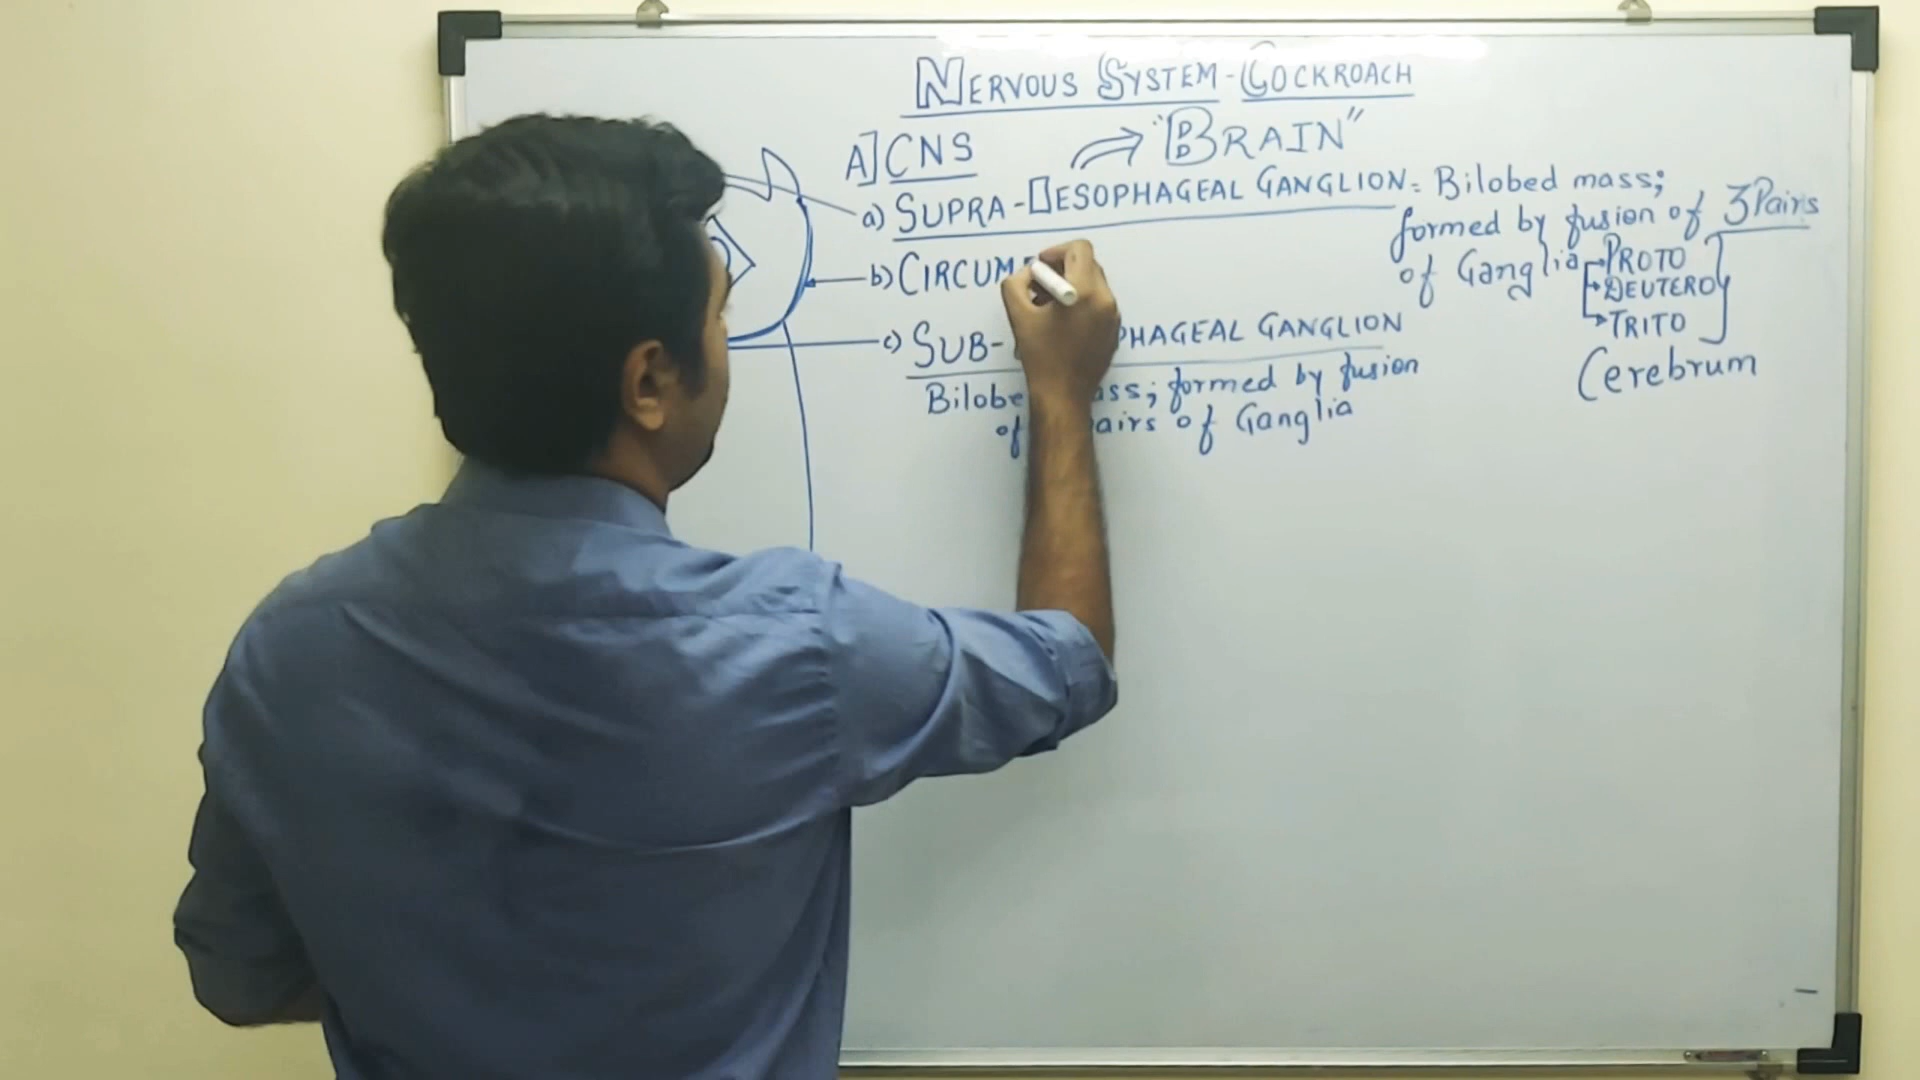 NERVOUS SYSTEM - COCKROACH
A] CNS
"BRAIN"
a) SUPRA-OESOPHAGEAL GANGLION = Bilobed mass;
formed by fusion of 3 Pairs
of Ganglia
PROTO
DEUTERO
TRITO
Cerebrum
b) CIRCUM
c) SUB- PHAGEAL GANGLION
Bilobe ass; formed by fusion
of airs of Ganglia